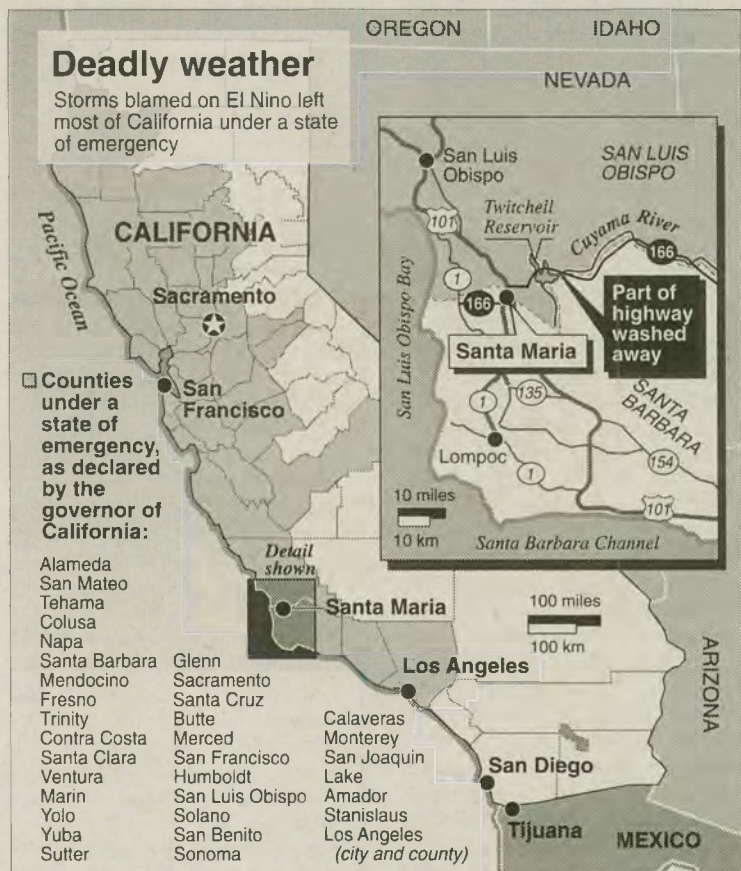 Deadly weather
Storms blamed on El Nino left
most of California under a state
of emergency
OREGON
IDAHO
NEVADA
Pacific Ocean
CALIFORNIA
Sacramento
San
Francisco
Counties
under a
state of
emergency,
as declared
by the
governor of
California:
Alameda
San Mateo
Tehama
Colusa
Napa
Santa Barbara
Mendocino
Fresno
Trinity
Contra Costa
Santa Clara
Ventura
Marin
Yolo
Yuba
Sutter
Glenn
Sacramento
Santa Cruz
Butte
Merced
San Francisco
Humboldt
San Luis Obispo
Solano
San Benito
Sonoma
Calaveras
Monterey
San Joaquin
Lake
Amador
Stanislaus
Los Angeles
(city and county)
Detail
shown
Santa Maria
Los Angeles
San Diego
Tijuana
MEXICO
ARIZONA
100 miles
100 km
San Luis
Obispo
SAN LUIS
OBISPO
101
Twitchell
Reservoir
Cuyama River
166
1
166
Part of
highway
washed
away
Santa Maria
San Luis Obispo Bay
1
135
SANTA
BARBARA
Lompoc
154
1
101
10 miles
10 km
Santa Barbara Channel